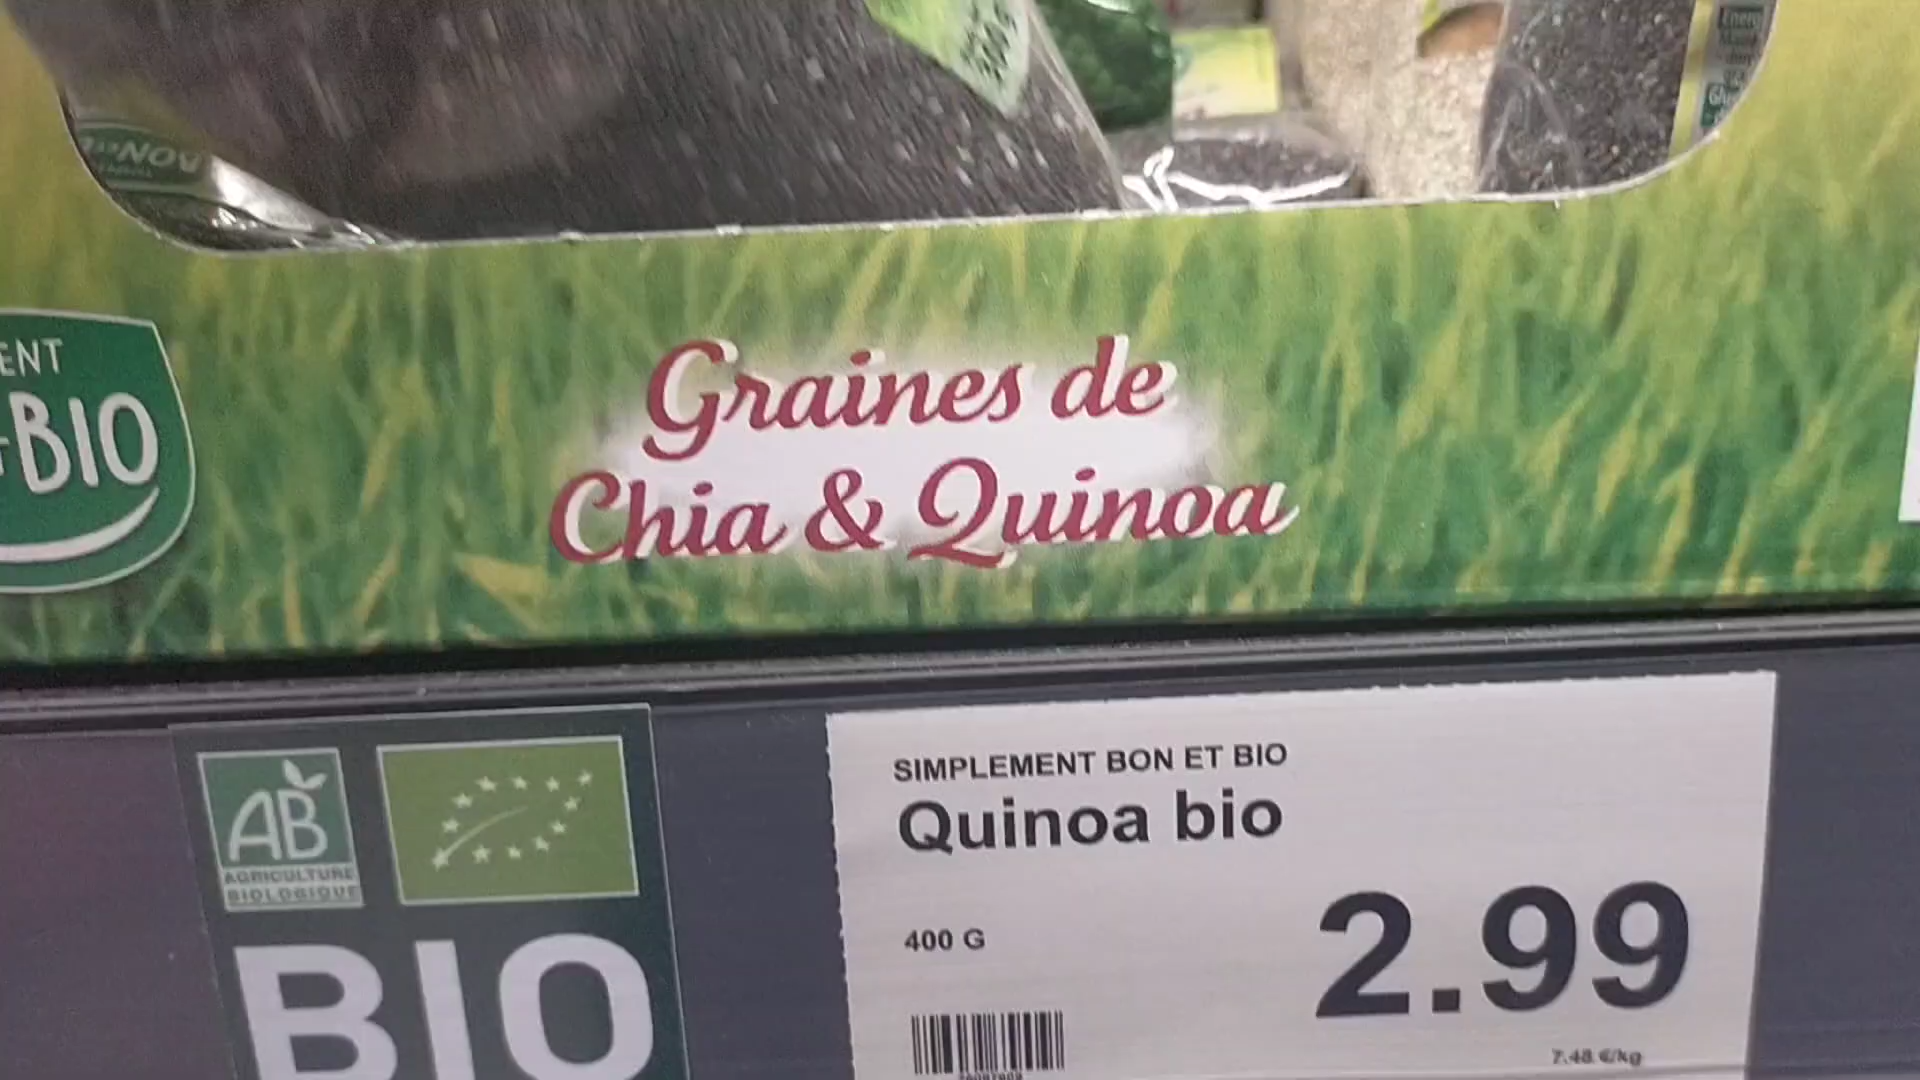 ENT
BIO
Graines de
Chia & Quinoa
AB
AGRICULTURE
BIOLOGIQUE
BIO
SIMPLEMENT BON ET BIO
Quinoa bio
400 G
2.99
7.48 €/kg